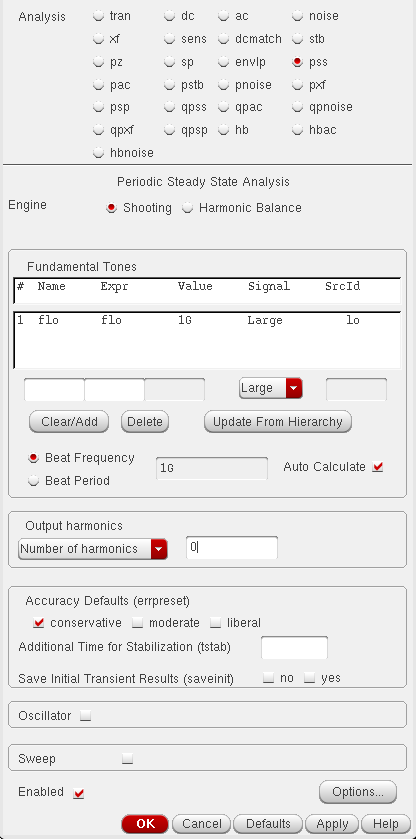 Analysis tran dc ac noise
xf sens dcmatch stb
pz sp envlp pss
pac pstb pnoise pxf
psp qpss qpac qpnoise
qpxf qpsp hb hbac
hbnoise
Periodic Steady State Analysis
Engine Shooting Harmonic Balance
Fundamental Tones
# Name Expr Value Signal SrcId
1 flo flo 1G Large lo
Large
Clear/Add Delete Update From Hierarchy
Beat Frequency 1G Auto Calculate
Beat Period
Output harmonics
Number of harmonics 0
Accuracy Defaults (errpreset)
conservative moderate liberal
Additional Time for Stabilization (tstab)
Save Initial Transient Results (saveinit) no yes
Oscillator
Sweep
Enabled Options...
OK Cancel Defaults Apply Help